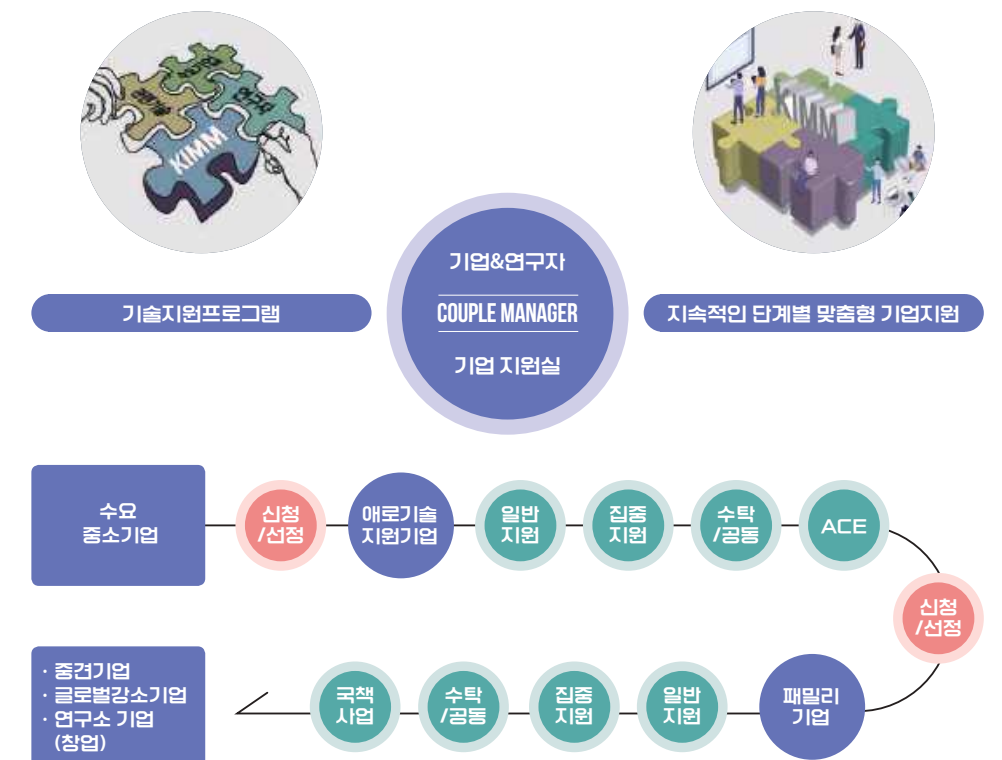 KIMM
연구자
KIMM
기업&연구자
COUPLE MANAGER
기업 지원실
기술지원프로그램
지속적인 단계별 맞춤형 기업지원
수요
중소기업
신청
/선정
애로기술
지원기업
일반
지원
집중
지원
수탁
/공동
ACE
신청
/선정
· 중견기업
· 글로벌강소기업
· 연구소 기업
(창업)
국책
사업
수탁
/공동
집중
지원
일반
지원
패밀리
기업